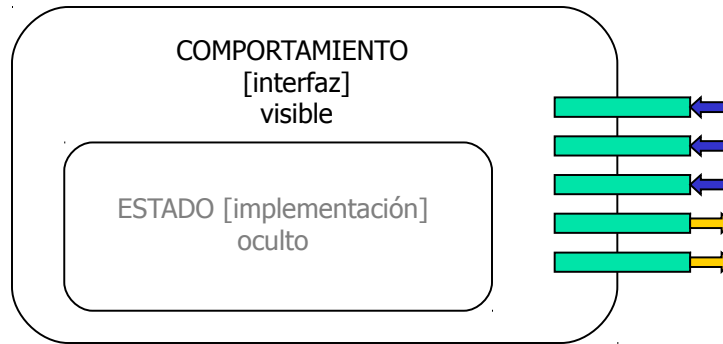 COMPORTAMIENTO
[interfaz]
visible
ESTADO [implementación]
oculto